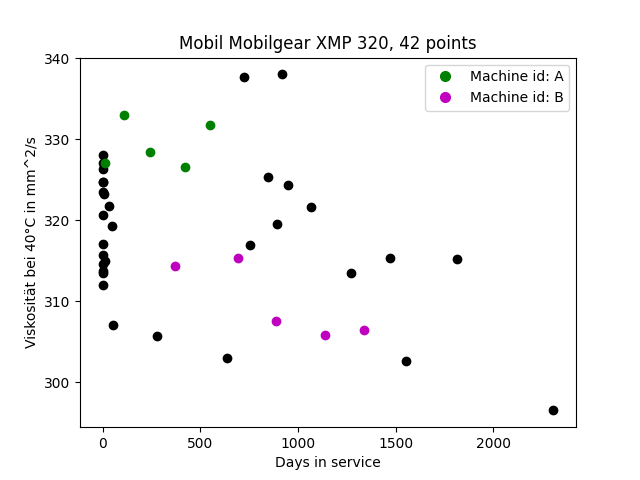 Mobil Mobilgear XMP 320, 42 points
Machine id: A
Machine id: B
Viskosität bei 40°C in mm^2/s
340
330
320
310
300
0 500 1000 1500 2000
Days in service